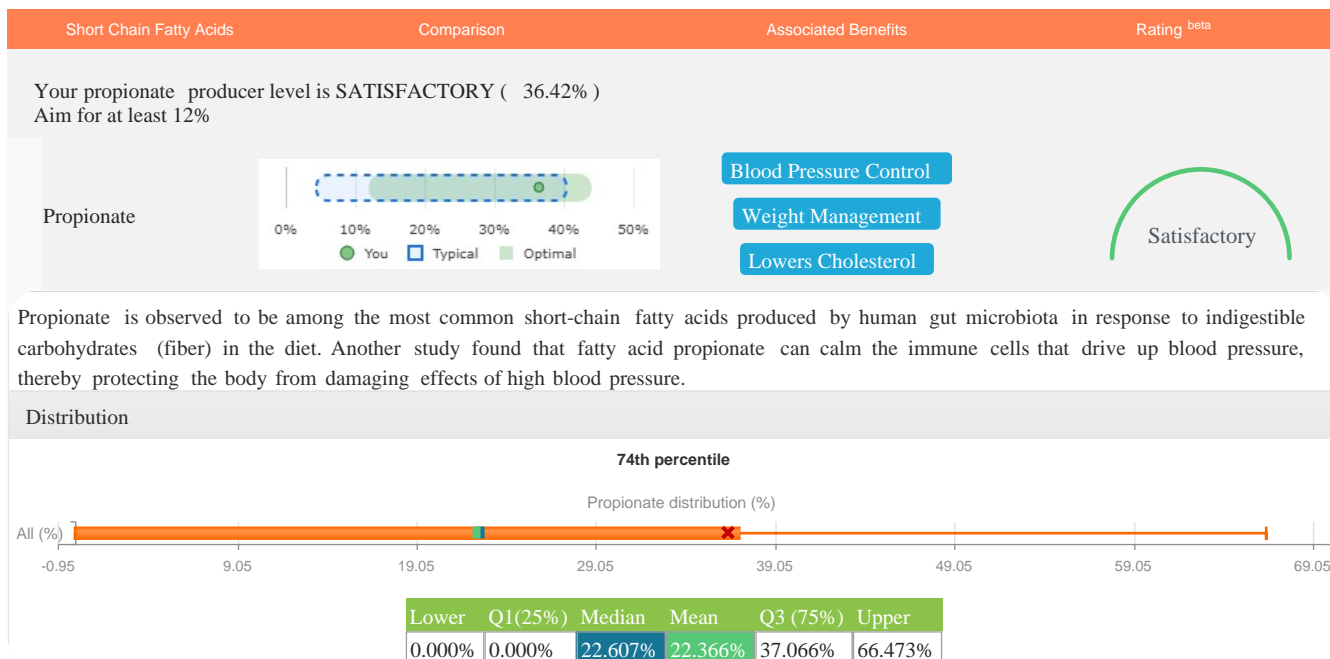 Short Chain Fatty Acids Comparison Associated Benefits Rating beta
Your propionate producer level is SATISFACTORY ( 36.42% )
Aim for at least 12%
Propionate
0% 10% 20% 30% 40% 50%
You Typical Optimal
Blood Pressure Control
Weight Management
Lowers Cholesterol
Satisfactory
Propionate is observed to be among the most common short-chain fatty acids produced by human gut microbiota in response to indigestible
carbohydrates (fiber) in the diet. Another study found that fatty acid propionate can calm the immune cells that drive up blood pressure,
thereby protecting the body from damaging effects of high blood pressure.
Distribution
74th percentile
Propionate distribution (%)
All (%)
-0.95 9.05 19.05 29.05 39.05 49.05 59.05 69.05
Lower Q1(25%) Median Mean Q3 (75%) Upper
0.000% 0.000% 22.607% 22.366% 37.066% 66.473%